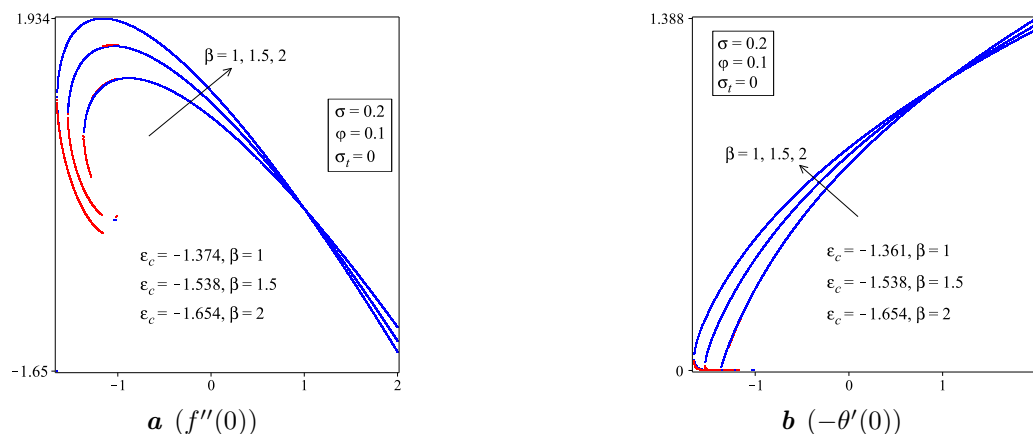 1.934
β = 1, 1.5, 2
σ = 0.2
φ = 0.1
σ_t = 0
ε_c = −1.374, β = 1
ε_c = −1.538, β = 1.5
ε_c = −1.654, β = 2
−1.65
−1 0 1 2
a (f′′(0))
1.388
σ = 0.2
φ = 0.1
σ_t = 0
β = 1, 1.5, 2
ε_c = −1.361, β = 1
ε_c = −1.538, β = 1.5
ε_c = −1.654, β = 2
0
−1 0 1
b (−θ′(0))